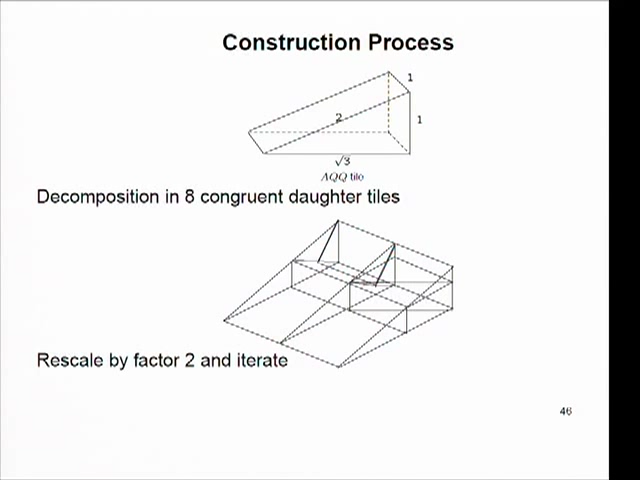 Construction Process
1
2
1
√3
AQQ tile
Decomposition in 8 congruent daughter tiles
Rescale by factor 2 and iterate
46